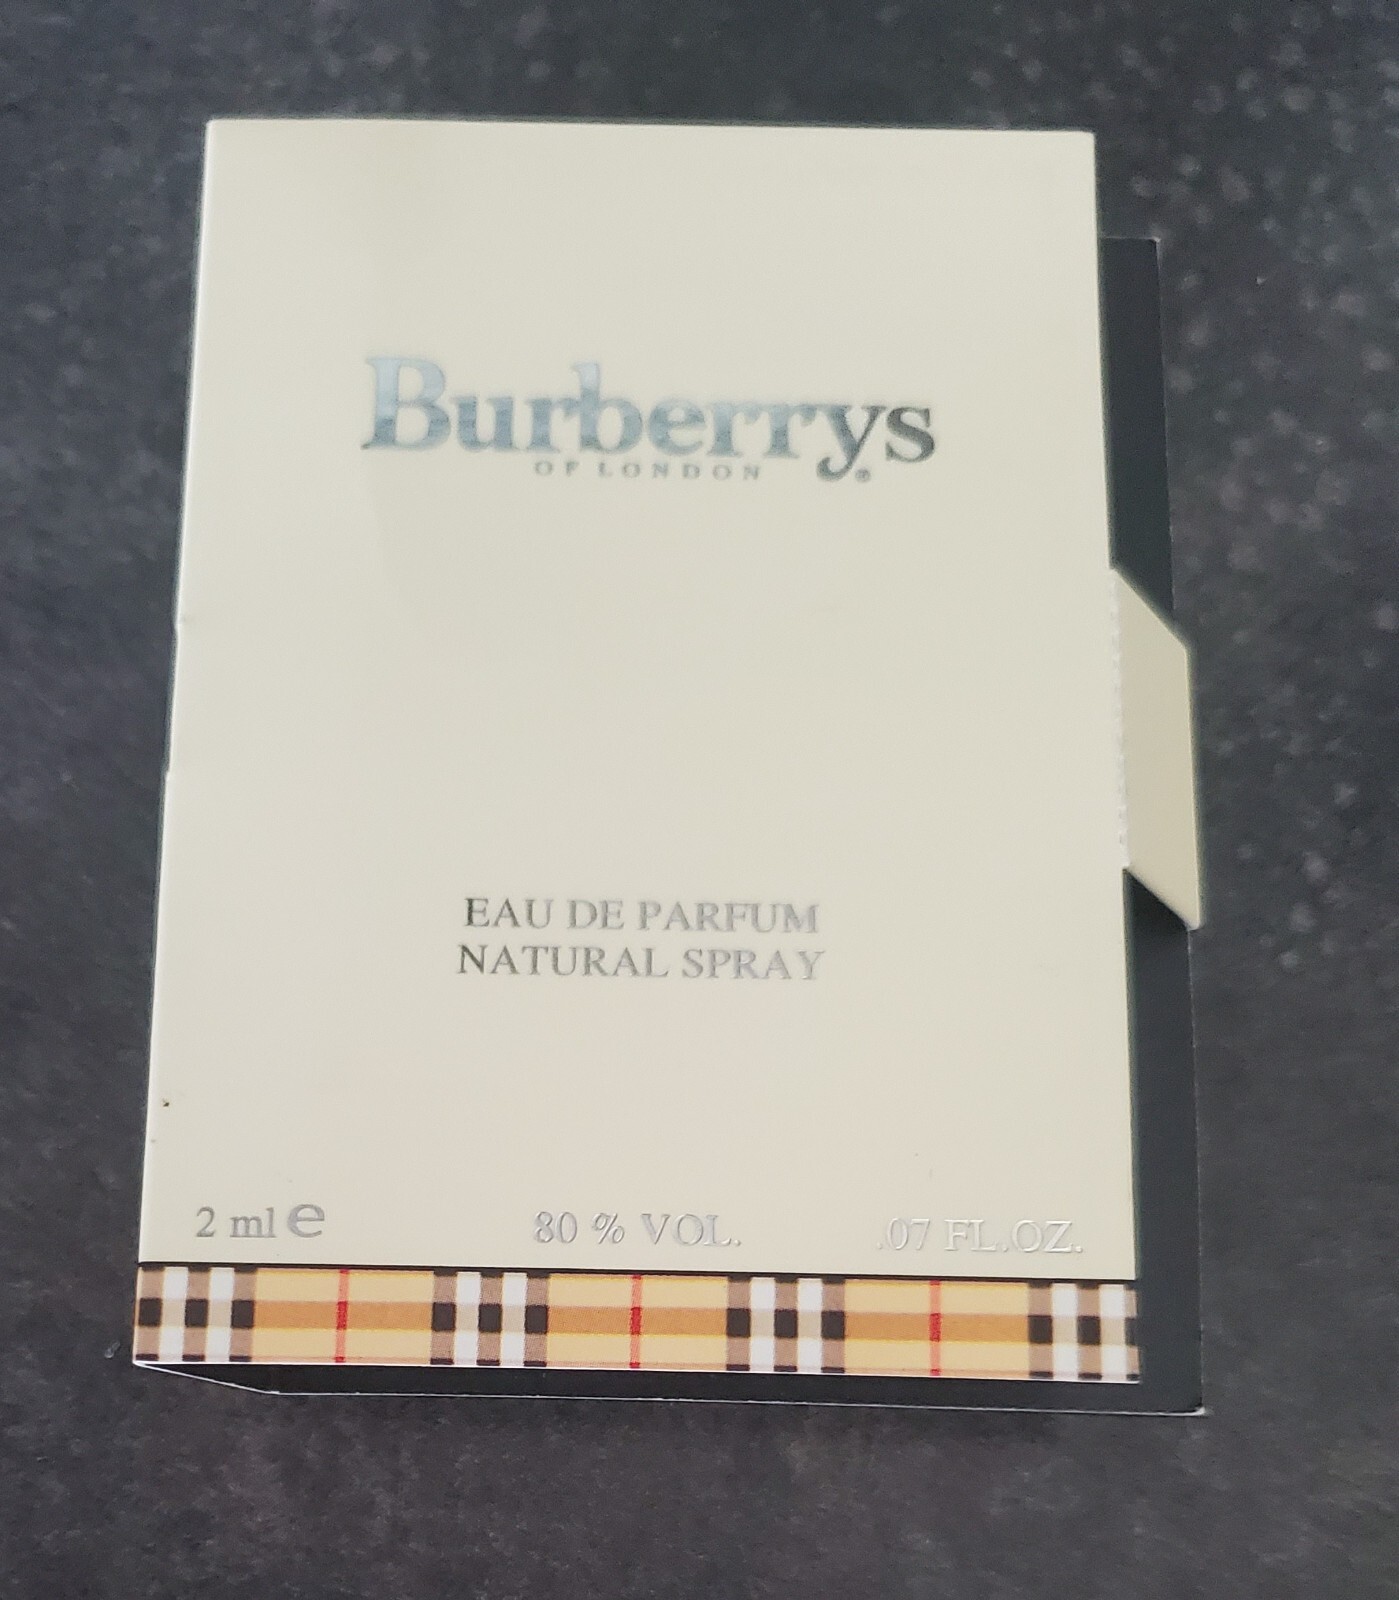 Burberrys®
OF LONDON
EAU DE PARFUM
NATURAL SPRAY
2 ml ℮ 80 % VOL. .07 FL.OZ.